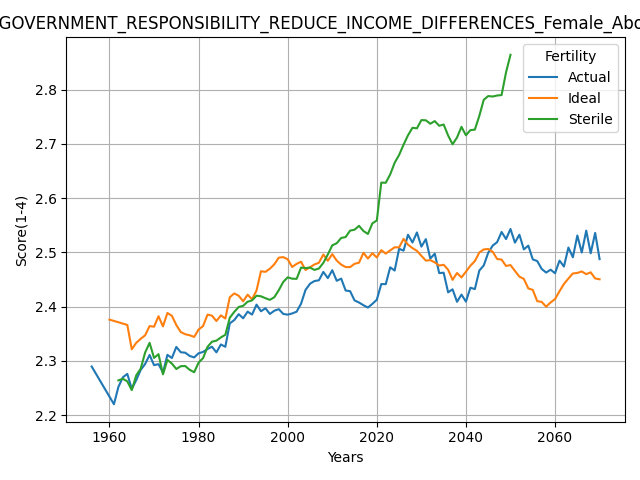 GOVERNMENT_RESPONSIBILITY_REDUCE_INCOME_DIFFERENCES_Female_Abo
Fertility
Actual
Ideal
Sterile
2.8
2.7
2.6
2.5
2.4
2.3
2.2
Score(1-4)
1960 1980 2000 2020 2040 2060
Years